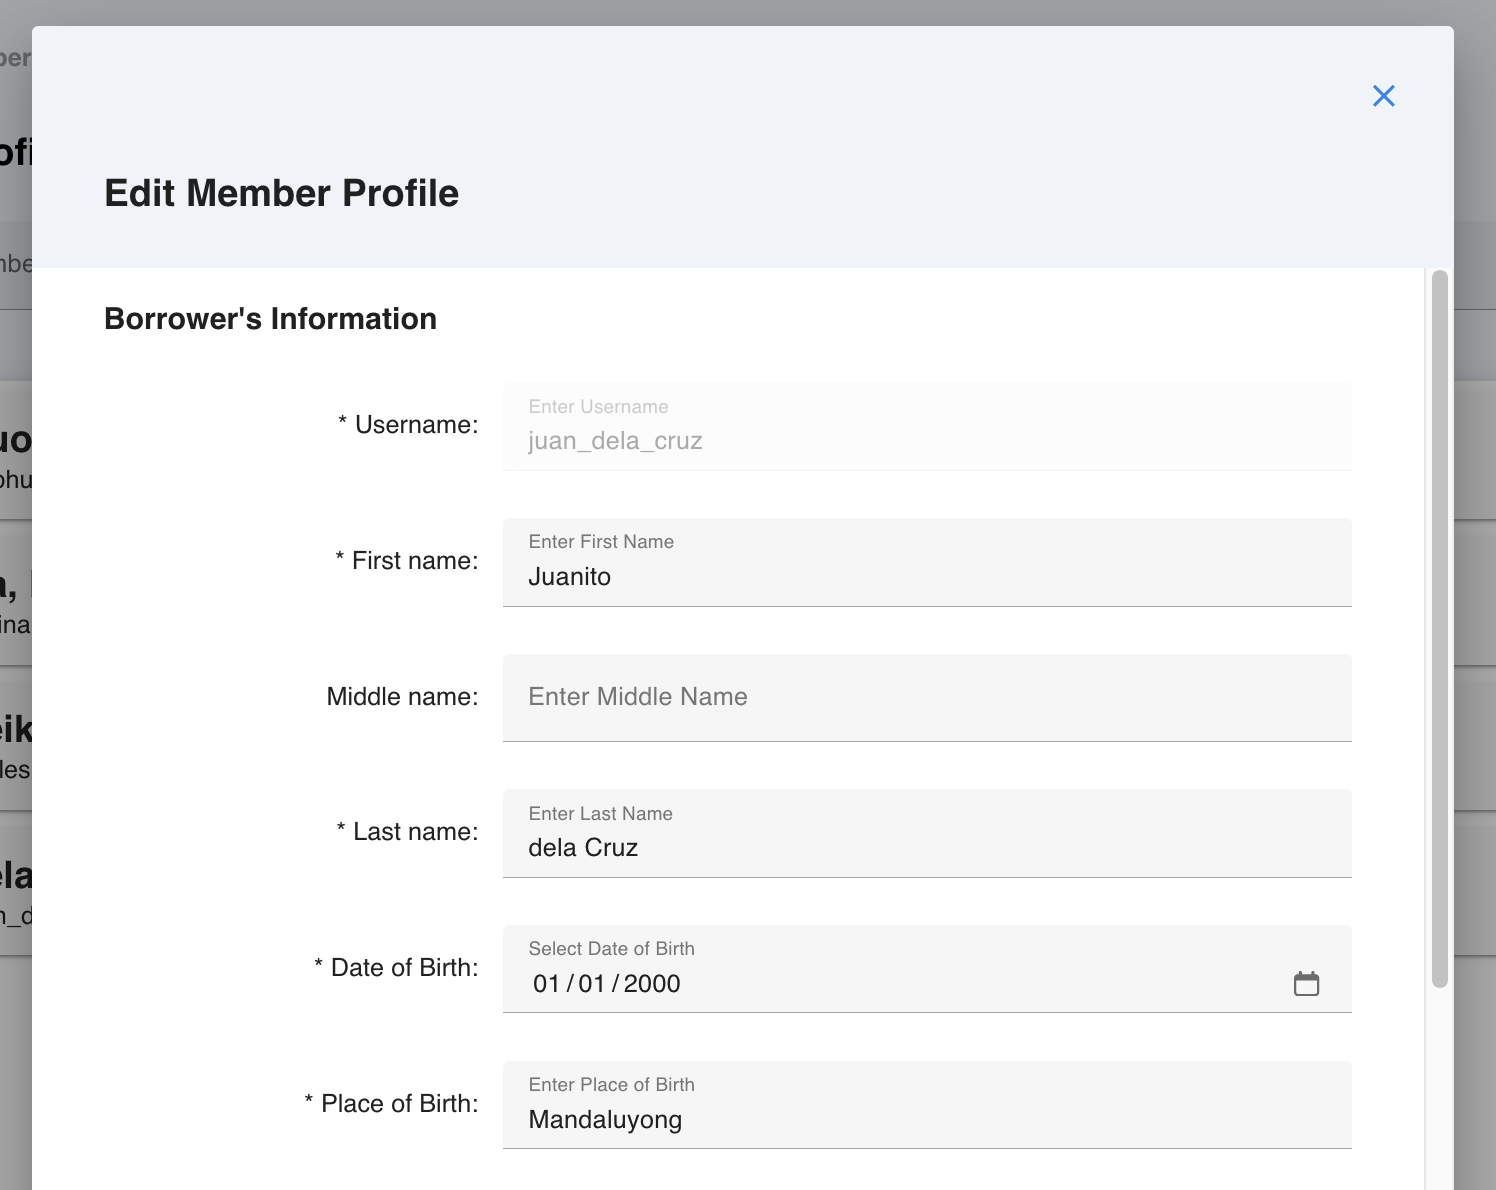 Edit Member Profile
Borrower's Information
* Username:
Enter Username
juan_dela_cruz
* First name:
Enter First Name
Juanito
Middle name:
Enter Middle Name
* Last name:
Enter Last Name
dela Cruz
* Date of Birth:
Select Date of Birth
01/01/2000
* Place of Birth:
Enter Place of Birth
Mandaluyong